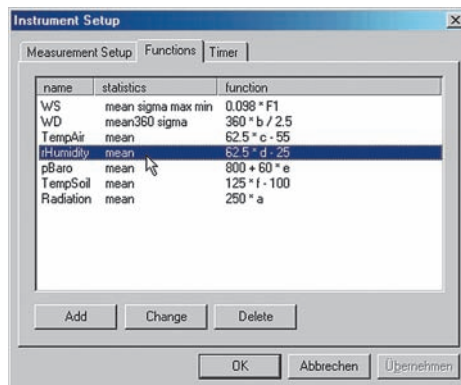 Instrument Setup
Measurement Setup Functions Timer
name statistics function
WS mean sigma max min 0.098 * F1
WD mean360 sigma 360 * b / 2.5
TempAir mean 62.5 * c - 55
rHumidity mean 62.5 * d - 25
pBaro mean 800 + 60 * e
TempSoil mean 125 * f - 100
Radiation mean 250 * a
Add Change Delete
OK Abbrechen Übernehmen